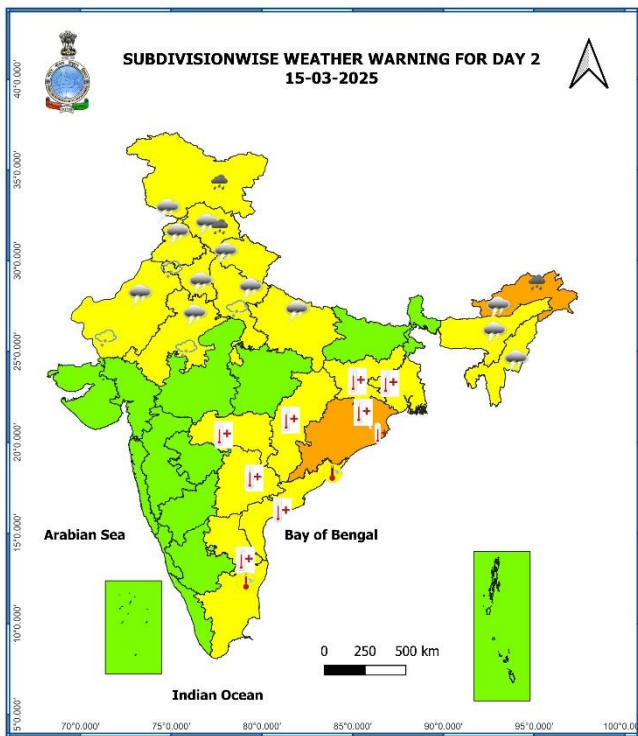 SUBDIVISIONWISE WEATHER WARNING FOR DAY 2
15-03-2025
40°0.000'
35°0.000'
30°0.000'
25°0.000'
20°0.000'
15°0.000'
10°0.000'
5°0.000'
Arabian Sea
Bay of Bengal
0 250 500 km
Indian Ocean
70°0.000' 75°0.000' 80°0.000' 85°0.000' 90°0.000' 95°0.000' 100°0.00